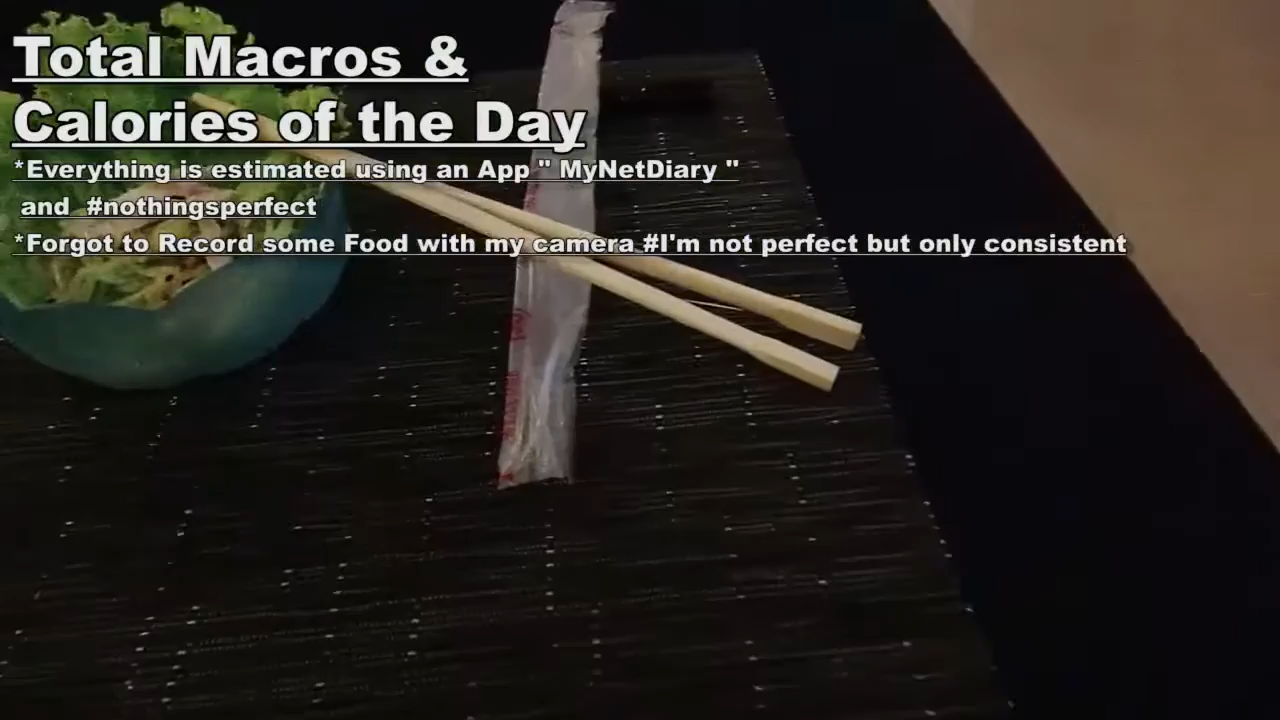 Total Macros &
Calories of the Day
*Everything is estimated using an App " MyNetDiary "
and #nothingsperfect
*Forgot to Record some Food with my camera #I'm not perfect but only consistent